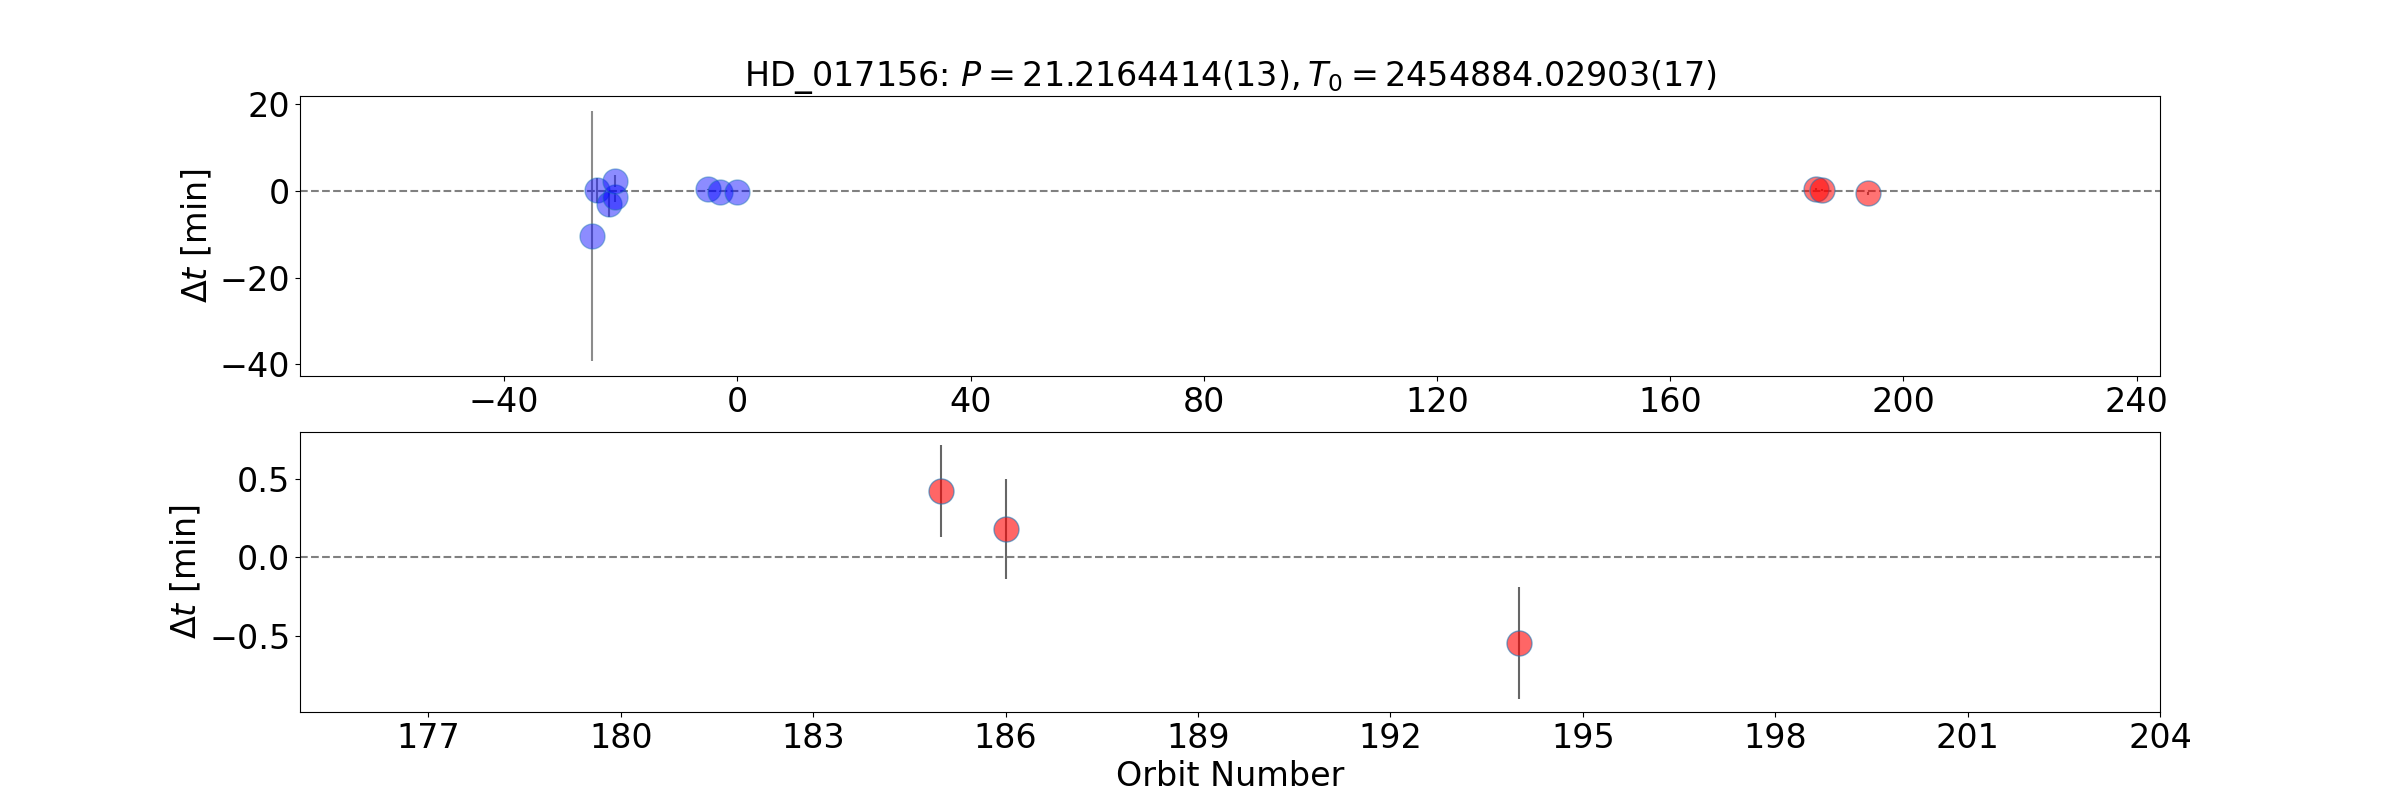 HD_017156: P = 21.2164414(13), T₀ = 2454884.02903(17)
20
0
−20
−40
Δt [min]
−40 0 40 80 120 160 200 240
0.5
0.0
−0.5
Δt [min]
177 180 183 186 189 192 195 198 201 204
Orbit Number